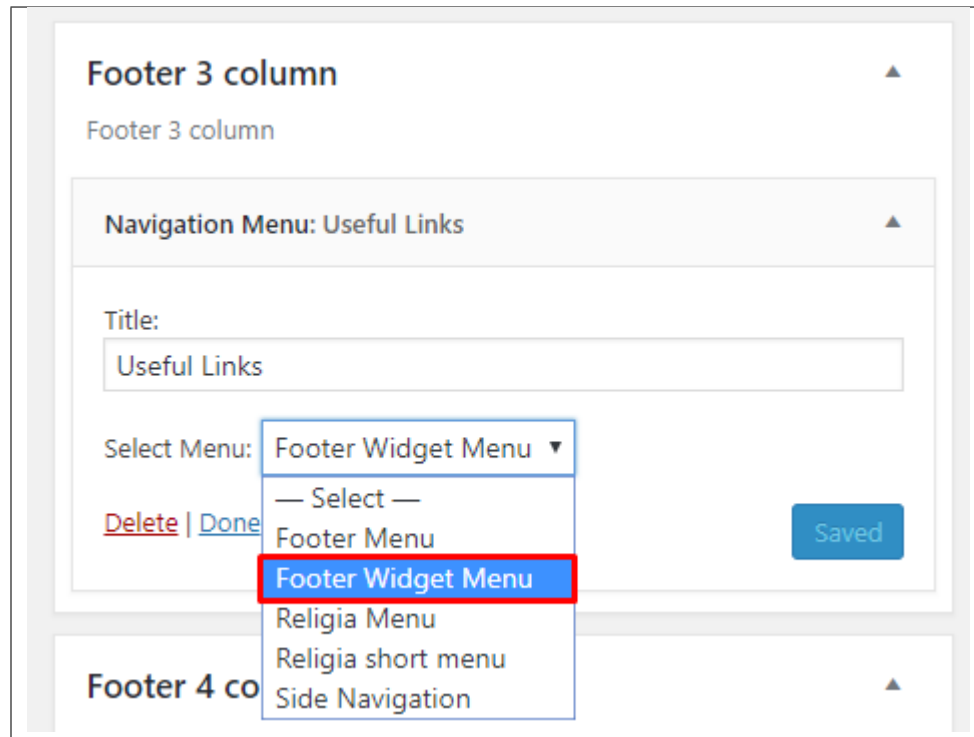 Footer 3 column
Footer 3 column
Navigation Menu: Useful Links
Title:
Useful Links
Select Menu: Footer Widget Menu
— Select —
Delete | Done
Saved
Footer Menu
Footer Widget Menu
Religia Menu
Religia short menu
Side Navigation
Footer 4 co